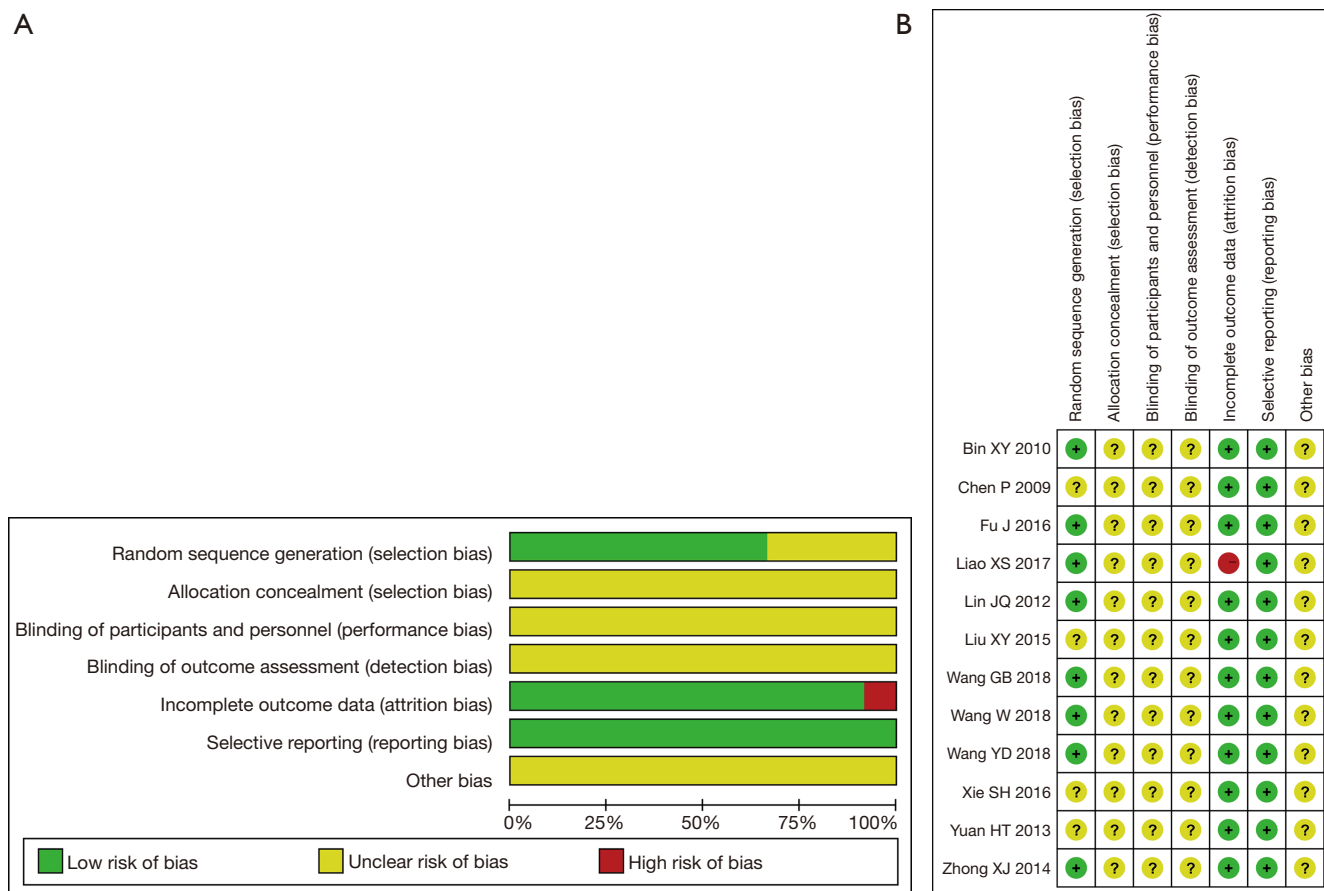 A
Random sequence generation (selection bias)
Allocation concealment (selection bias)
Blinding of participants and personnel (performance bias)
Blinding of outcome assessment (detection bias)
Incomplete outcome data (attrition bias)
Selective reporting (reporting bias)
Other bias
0% 25% 50% 75% 100%
Low risk of bias Unclear risk of bias High risk of bias
B
Random sequence generation (selection bias)
Allocation concealment (selection bias)
Blinding of participants and personnel (performance bias)
Blinding of outcome assessment (detection bias)
Incomplete outcome data (attrition bias)
Selective reporting (reporting bias)
Other bias
Bin XY 2010 + ? ? ? + + ?
Chen P 2009 ? ? ? ? + + ?
Fu J 2016 + ? ? ? + + ?
Liao XS 2017 + ? ? ? − + ?
Lin JQ 2012 + ? ? ? + + ?
Liu XY 2015 ? ? ? ? + + ?
Wang GB 2018 + ? ? ? + + ?
Wang W 2018 + ? ? ? + + ?
Wang YD 2018 + ? ? ? + + ?
Xie SH 2016 ? ? ? ? + + ?
Yuan HT 2013 ? ? ? ? + + ?
Zhong XJ 2014 + ? ? ? + + ?